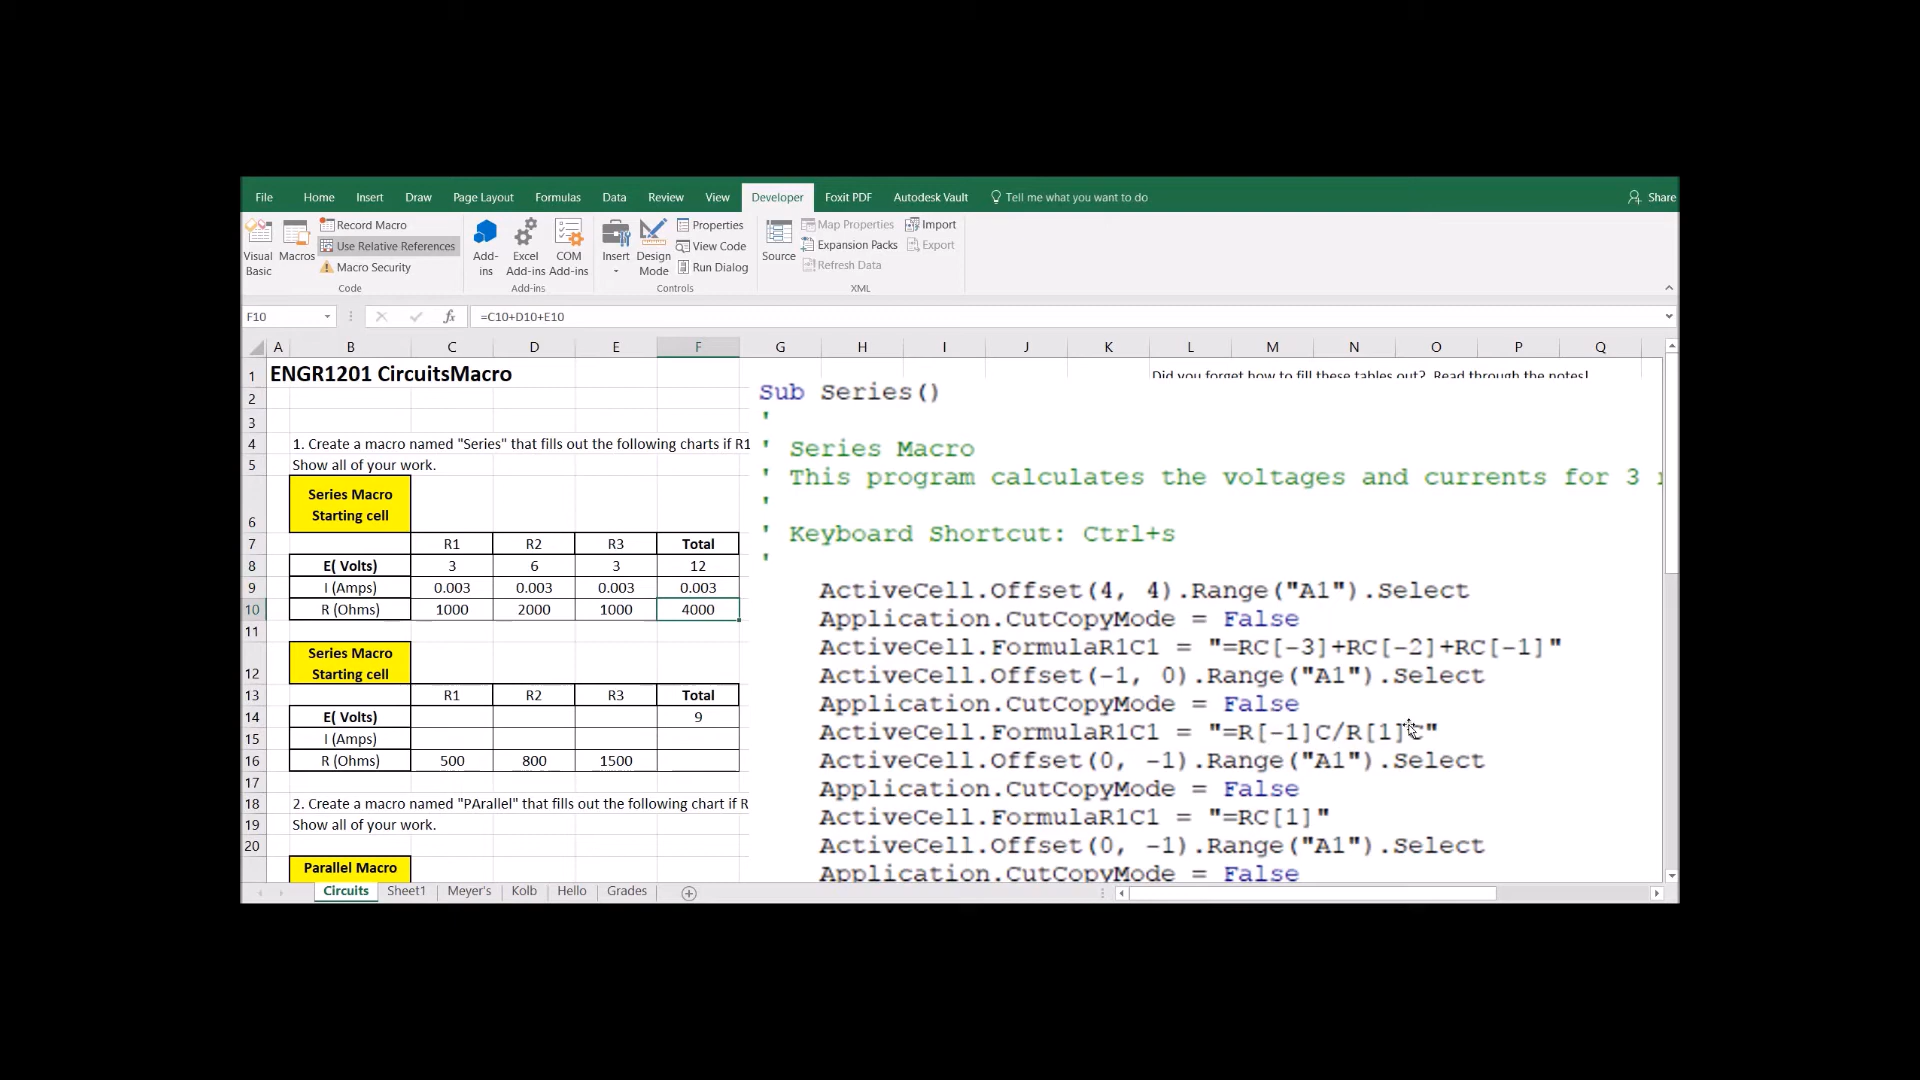 File Home Insert Draw Page Layout Formulas Data Review View Developer Foxit PDF Autodesk Vault Tell me what you want to do Share
Visual Basic
Macros
Record Macro
Use Relative References
Macro Security
Code
Add-ins
Excel Add-ins
COM Add-ins
Add-ins
Insert
Design Mode
Properties
View Code
Run Dialog
Controls
Source
Map Properties
Expansion Packs
Refresh Data
Import
Export
XML
F10 fx =C10+D10+E10
A B C D E F G H I J K L M N O P Q
1 ENGR1201 CircuitsMacro
Did you forget how to fill these tables out? Read through the notes!
2
3
4 1. Create a macro named "Series" that fills out the following charts if R1
5 Show all of your work.
6 Series Macro
Starting cell
7 R1 R2 R3 Total
8 E( Volts) 3 6 3 12
9 I (Amps) 0.003 0.003 0.003 0.003
10 R (Ohms) 1000 2000 1000 4000
11
12 Series Macro
Starting cell
13 R1 R2 R3 Total
14 E( Volts) 9
15 I (Amps)
16 R (Ohms) 500 800 1500
17
18 2. Create a macro named "PArallel" that fills out the following chart if R
19 Show all of your work.
20
Parallel Macro
Sub Series()
'
' Series Macro
' This program calculates the voltages and currents for 3
'
' Keyboard Shortcut: Ctrl+s
'
ActiveCell.Offset(4, 4).Range("A1").Select
Application.CutCopyMode = False
ActiveCell.FormulaR1C1 = "=RC[-3]+RC[-2]+RC[-1]"
ActiveCell.Offset(-1, 0).Range("A1").Select
Application.CutCopyMode = False
ActiveCell.FormulaR1C1 = "=R[-1]C/R[1]C"
ActiveCell.Offset(0, -1).Range("A1").Select
Application.CutCopyMode = False
ActiveCell.FormulaR1C1 = "=RC[1]"
ActiveCell.Offset(0, -1).Range("A1").Select
Application.CutCopyMode = False
Circuits Sheet1 Meyer's Kolb Hello Grades